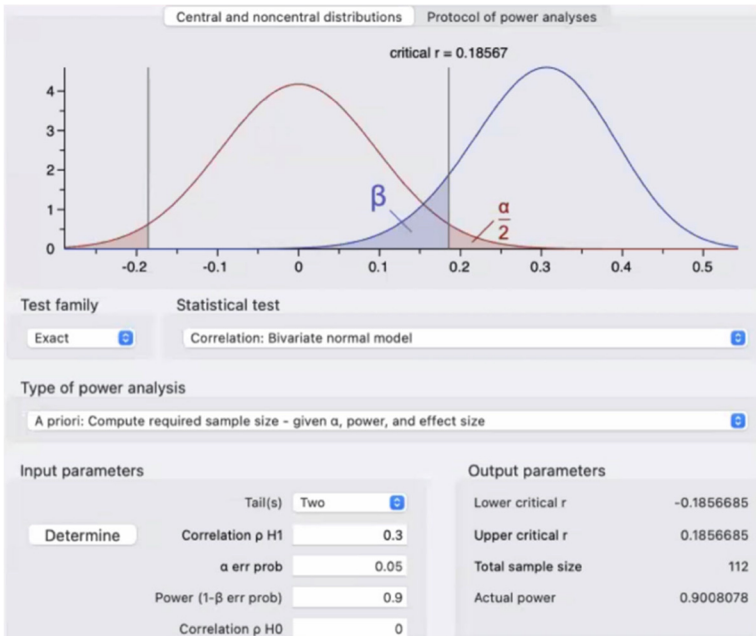 Central and noncentral distributions Protocol of power analyses
critical r = 0.18567
4
3
2
1
0
β
α
2
-0.2 -0.1 0 0.1 0.2 0.3 0.4 0.5
Test family Statistical test
Exact Correlation: Bivariate normal model
Type of power analysis
A priori: Compute required sample size - given α, power, and effect size
Input parameters Output parameters
Tail(s) Two Lower critical r -0.1856685
Determine Correlation ρ H1 0.3 Upper critical r 0.1856685
α err prob 0.05 Total sample size 112
Power (1-β err prob) 0.9 Actual power 0.9008078
Correlation ρ H0 0